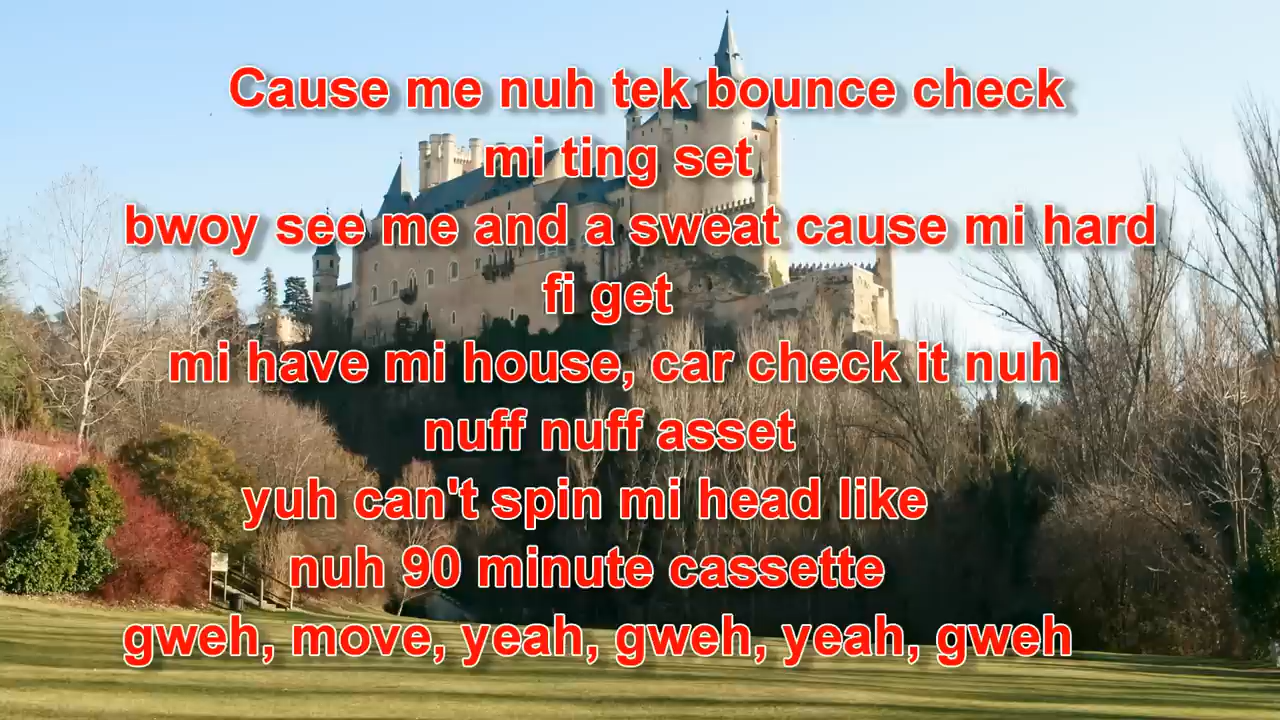 Cause me nuh tek bounce check
mi ting set
bwoy see me and a sweat cause mi hard
fi get
mi have mi house, car check it nuh
nuff nuff asset
yuh can't spin mi head like
nuh 90 minute cassette
gweh, move, yeah, gweh, yeah, gweh